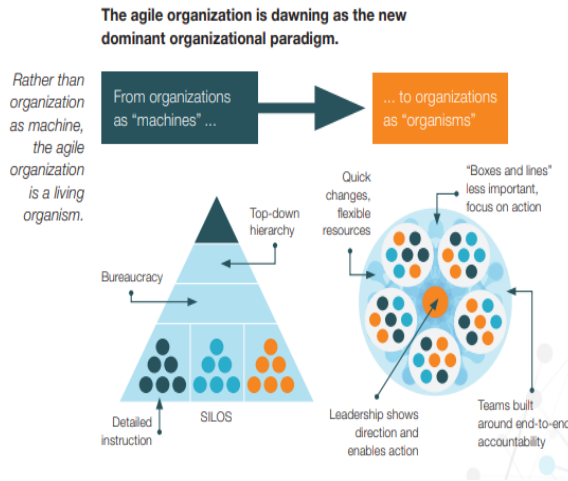 The agile organization is dawning as the new
dominant organizational paradigm.
Rather than
organization
as machine,
the agile
organization
is a living
organism.
From organizations
as “machines” ...
... to organizations
as “organisms”
Top-down
hierarchy
Bureaucracy
Detailed
instruction
SILOS
Quick
changes,
flexible
resources
“Boxes and lines”
less important,
focus on action
Leadership shows
direction and
enables action
Teams built
around end-to-end
accountability